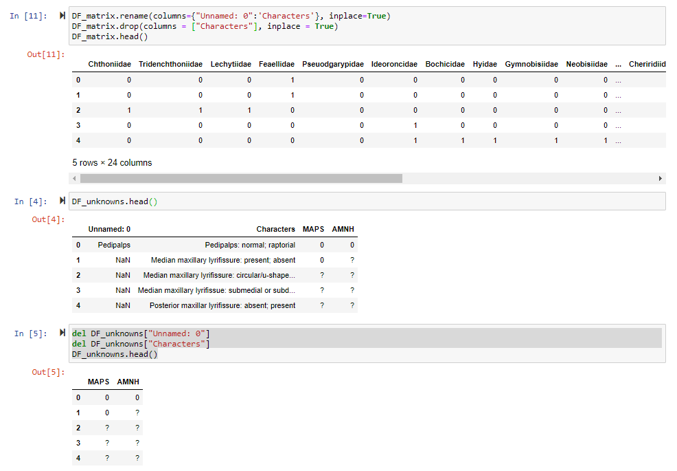 In [11]:
DF_matrix.rename(columns={"Unnamed: 0":'Characters'}, inplace=True)
DF_matrix.drop(columns = ["Characters"], inplace = True)
DF_matrix.head()
Out[11]:
Chthoniidae Tridenchthoniidae Lechytiidae Feaellidae Pseuodgarypidae Ideoroncidae Bochicidae Hyidae Gymnobisiidae Neobisiidae ... Cheiridiid
0 0 0 0 1 0 0 0 0 0 0 ...
1 0 0 0 1 0 0 0 0 0 0 ...
2 1 1 1 0 0 0 0 0 0 0 ...
3 0 0 0 0 0 1 0 0 0 0 ...
4 0 0 0 0 0 1 1 1 1 1 ...
5 rows × 24 columns
In [4]:
DF_unknowns.head()
Out[4]:
Unnamed: 0 Characters MAPS AMNH
0 Pedipalps Pedipalps: normal; raptorial 0 0
1 NaN Median maxillary lyrifissure: present; absent 0 ?
2 NaN Median maxillary lyrifissure: circular/u-shape... ? ?
3 NaN Median maxillary lyrifissue: submedial or subd... ? ?
4 NaN Posterior maxillar lyrifissure: absent; present ? ?
In [5]:
del DF_unknowns["Unnamed: 0"]
del DF_unknowns["Characters"]
DF_unknowns.head()
Out[5]:
MAPS AMNH
0 0 0
1 0 ?
2 ? ?
3 ? ?
4 ? ?